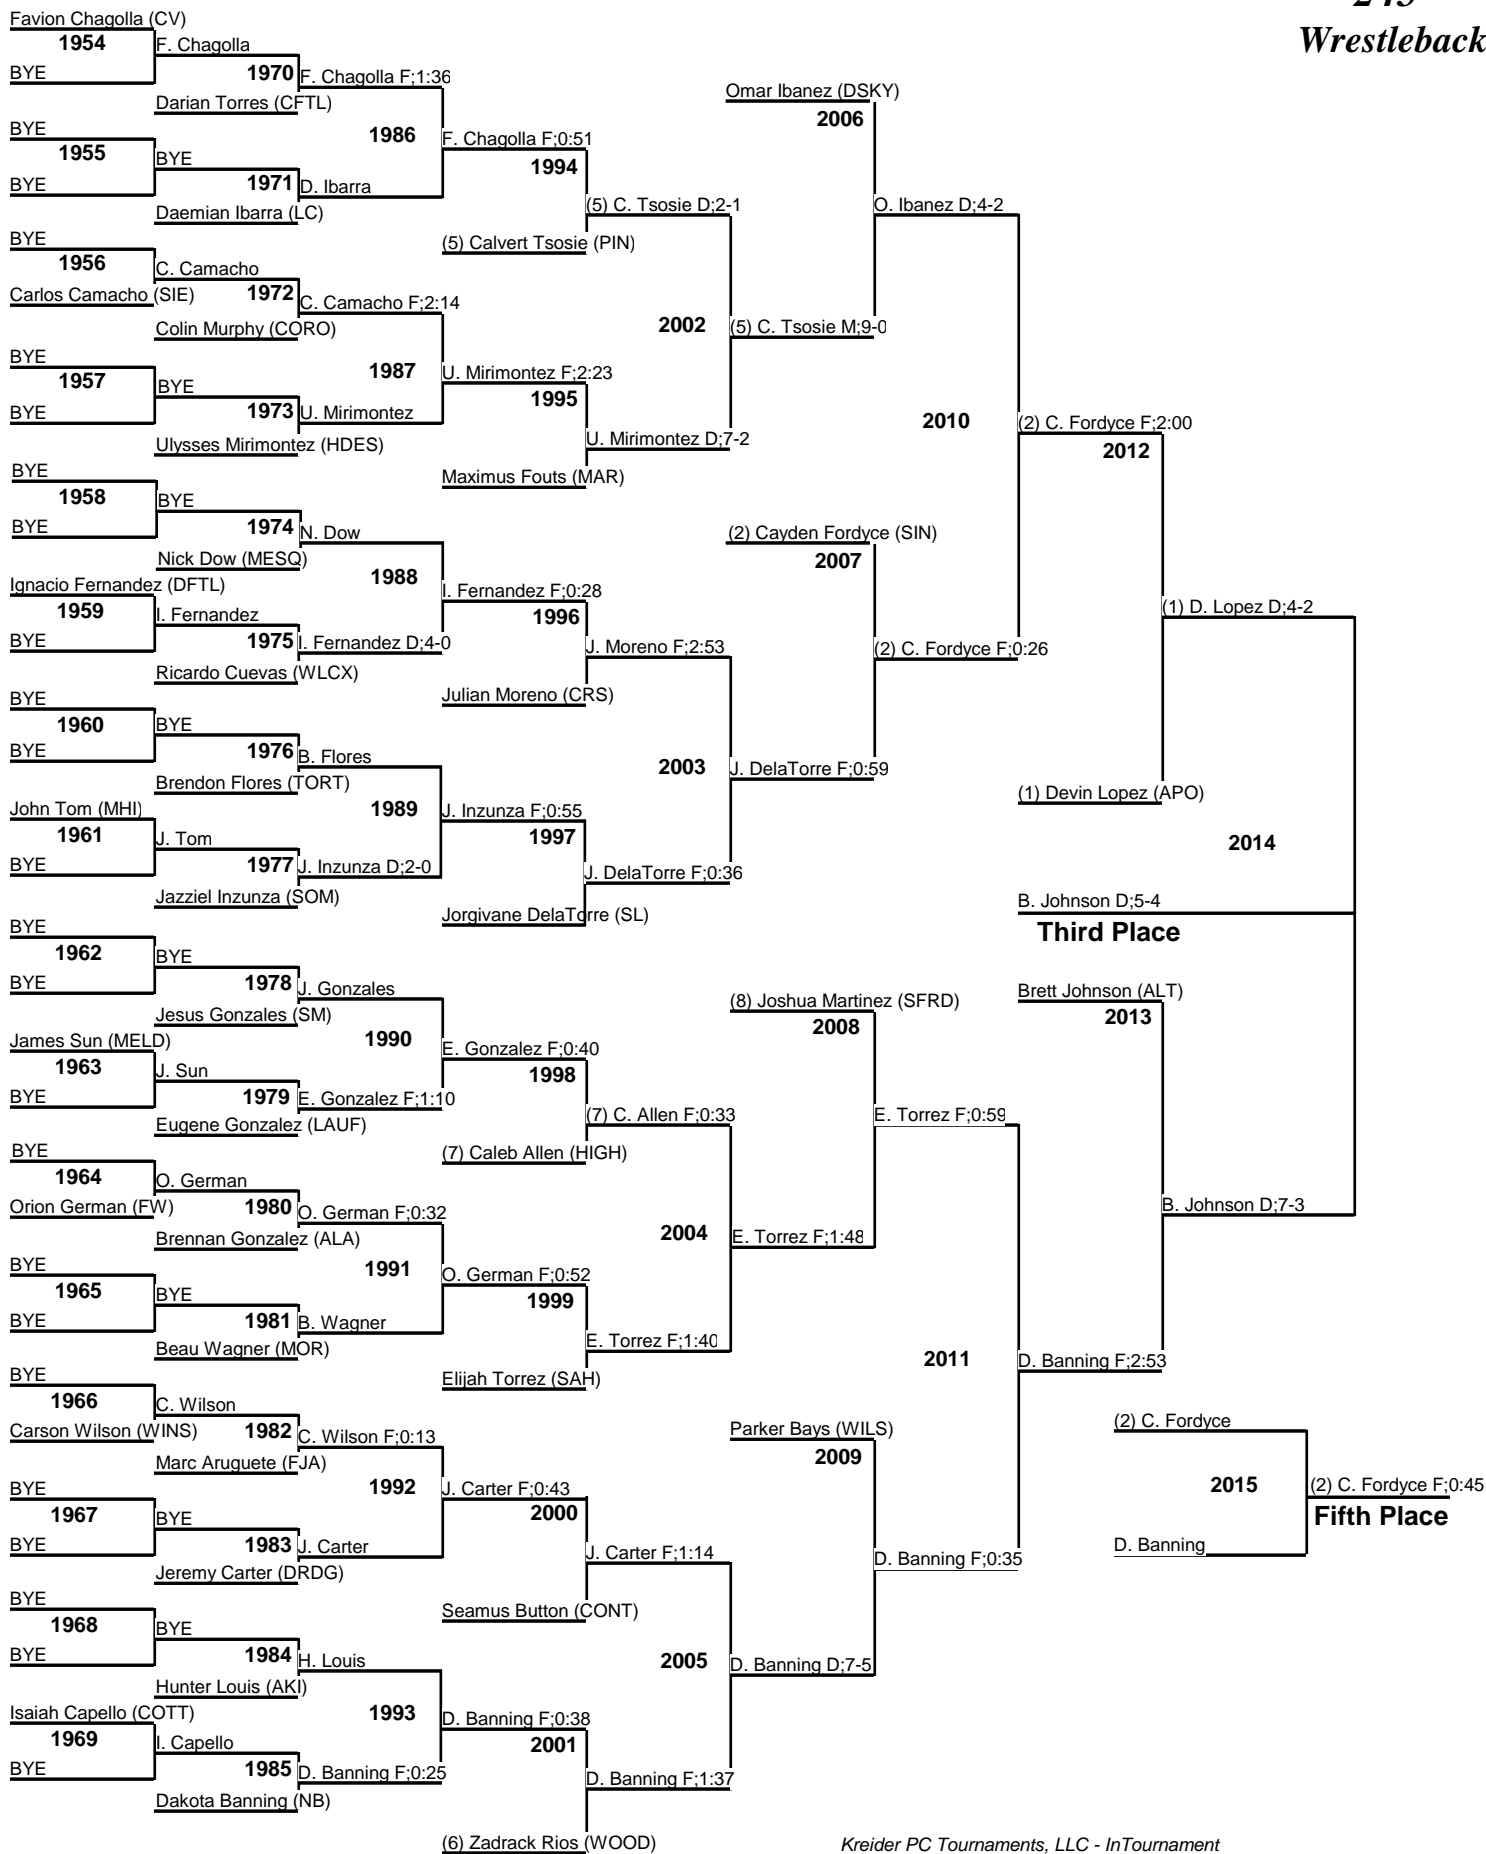 Wrestleback
Favion Chagolla (CV)
1954
BYE
F. Chagolla
1970
Darian Torres (CFTL)
F. Chagolla F;1:36
BYE
1955
BYE
BYE
1971
Daemian Ibarra (LC)
D. Ibarra
1986
F. Chagolla F;0:51
1994
(5) Calvert Tsosie (PIN)
(5) C. Tsosie D;2-1
BYE
1956
Carlos Camacho (SIE)
C. Camacho
1972
Colin Murphy (CORO)
C. Camacho F;2:14
BYE
1957
BYE
BYE
1973
Ulysses Mirimontez (HDES)
U. Mirimontez
1987
U. Mirimontez F;2:23
1995
Maximus Fouts (MAR)
U. Mirimontez D;7-2
2002
(5) C. Tsosie M;9-0
Omar Ibanez (DSKY)
2006
O. Ibanez D;4-2
BYE
1958
BYE
BYE
1974
Nick Dow (MESQ)
N. Dow
Ignacio Fernandez (DFTL)
1959
BYE
I. Fernandez
1975
Ricardo Cuevas (WLCX)
I. Fernandez D;4-0
1988
I. Fernandez F;0:28
1996
Julian Moreno (CRS)
J. Moreno F;2:53
BYE
1960
BYE
BYE
1976
Brendon Flores (TORT)
B. Flores
John Tom (MHI)
1961
BYE
J. Tom
1977
Jazziel Inzunza (SOM)
J. Inzunza D;2-0
1989
J. Inzunza F;0:55
1997
Jorgivane DelaTorre (SL)
J. DelaTorre F;0:36
2003
J. DelaTorre F;0:59
(2) Cayden Fordyce (SIN)
2007
(2) C. Fordyce F;0:26
2010
(2) C. Fordyce F;2:00
2012
(1) Devin Lopez (APO)
(1) D. Lopez D;4-2
2014
B. Johnson D;5-4
Third Place
BYE
1962
BYE
BYE
1978
Jesus Gonzales (SM)
J. Gonzales
James Sun (MELD)
1963
BYE
J. Sun
1979
Eugene Gonzalez (LAUF)
E. Gonzalez F;1:10
1990
E. Gonzalez F;0:40
1998
(7) Caleb Allen (HIGH)
(7) C. Allen F;0:33
BYE
1964
Orion German (FW)
O. German
1980
Brennan Gonzalez (ALA)
O. German F;0:32
BYE
1965
BYE
BYE
1981
Beau Wagner (MOR)
B. Wagner
1991
O. German F;0:52
1999
Elijah Torrez (SAH)
E. Torrez F;1:40
2004
E. Torrez F;1:48
(8) Joshua Martinez (SFRD)
2008
E. Torrez F;0:59
BYE
1966
Carson Wilson (WINS)
C. Wilson
1982
Marc Aruguete (FJA)
C. Wilson F;0:13
BYE
1967
BYE
BYE
1983
Jeremy Carter (DRDG)
J. Carter
1992
J. Carter F;0:43
2000
Seamus Button (CONT)
J. Carter F;1:14
BYE
1968
BYE
BYE
1984
Hunter Louis (AKI)
H. Louis
Isaiah Capello (COTT)
1969
BYE
I. Capello
1985
Dakota Banning (NB)
D. Banning F;0:25
1993
D. Banning F;0:38
2001
(6) Zadrack Rios (WOOD)
D. Banning F;1:37
2005
D. Banning D;7-5
Parker Bays (WILS)
2009
D. Banning F;0:35
2011
D. Banning F;2:53
Brett Johnson (ALT)
2013
B. Johnson D;7-3
(2) C. Fordyce
2015
D. Banning
(2) C. Fordyce F;0:45
Fifth Place
Kreider PC Tournaments, LLC - InTournament